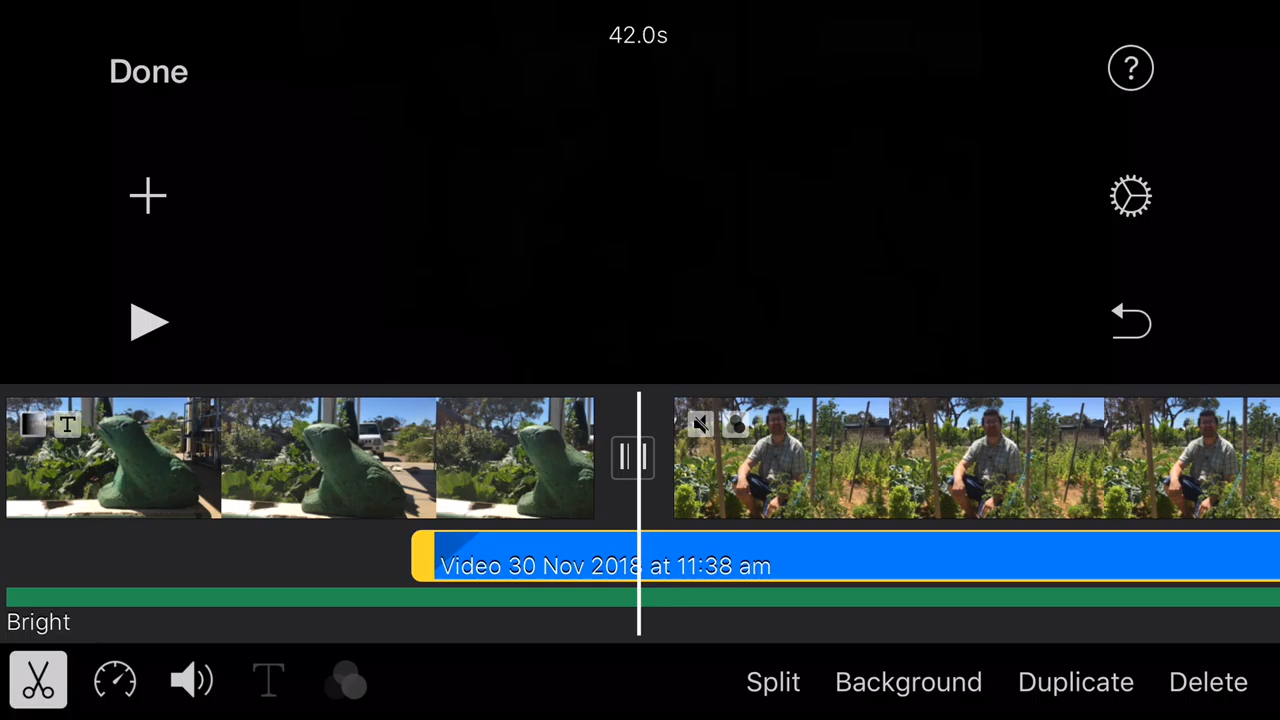 42.0s
Done
?
T
Video 30 Nov 2018 at 11:38 am
Bright
T
Split Background Duplicate Delete